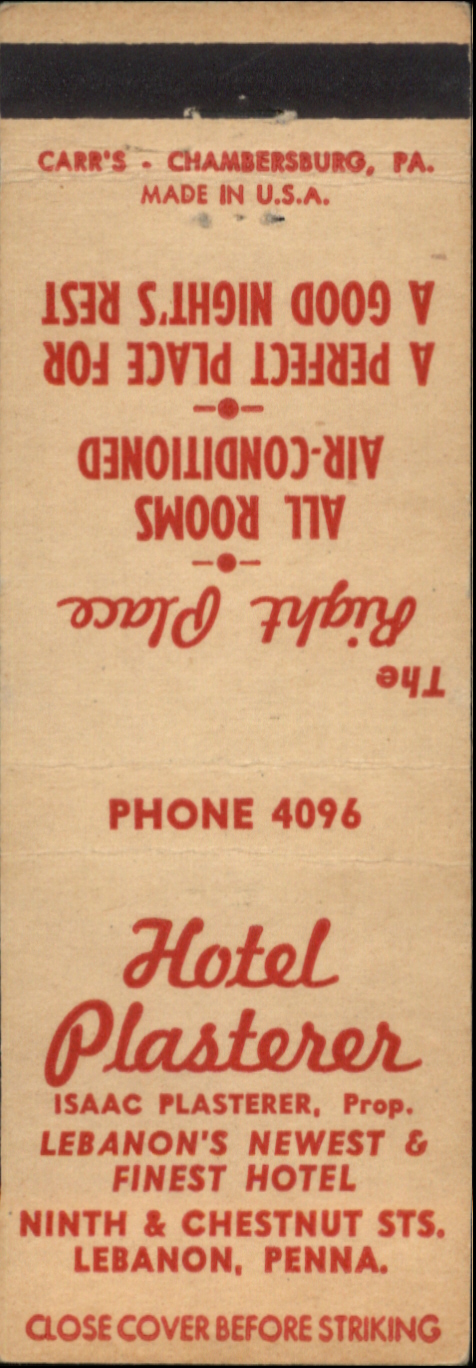 CARR'S - CHAMBERSBURG, PA.
MADE IN U.S.A.
The
Right Place
ALL ROOMS
AIR-CONDITIONED
A PERFECT PLACE FOR
A GOOD NIGHT'S REST
PHONE 4096
Hotel
Plasterer
ISAAC PLASTERER, Prop.
LEBANON'S NEWEST &
FINEST HOTEL
NINTH & CHESTNUT STS.
LEBANON, PENNA.
CLOSE COVER BEFORE STRIKING